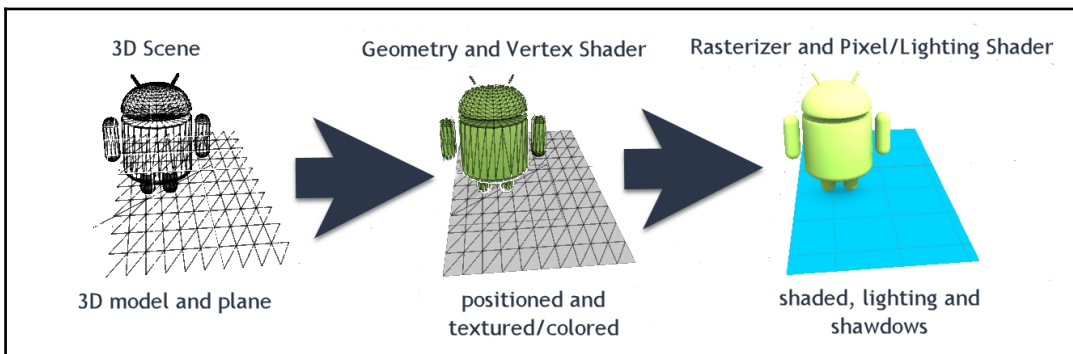 3D Scene
Geometry and Vertex Shader
Rasterizer and Pixel/Lighting Shader
3D model and plane
positioned and
textured/colored
shaded, lighting and
shawdows